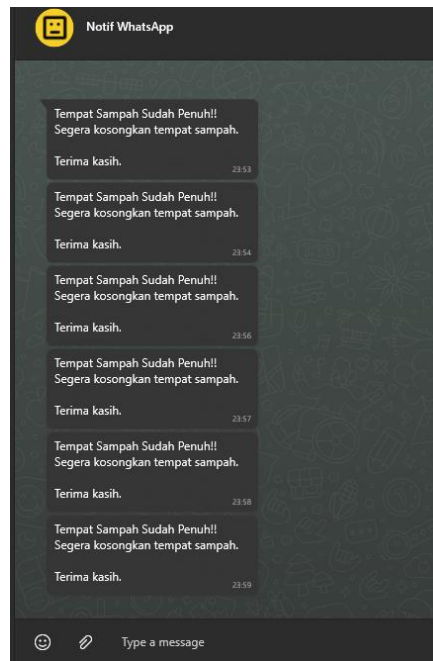 Notif WhatsApp
Tempat Sampah Sudah Penuh!!
Segera kosongkan tempat sampah.
Terima kasih.
23:53
Tempat Sampah Sudah Penuh!!
Segera kosongkan tempat sampah.
Terima kasih.
23:54
Tempat Sampah Sudah Penuh!!
Segera kosongkan tempat sampah.
Terima kasih.
23:56
Tempat Sampah Sudah Penuh!!
Segera kosongkan tempat sampah.
Terima kasih.
23:57
Tempat Sampah Sudah Penuh!!
Segera kosongkan tempat sampah.
Terima kasih.
23:58
Tempat Sampah Sudah Penuh!!
Segera kosongkan tempat sampah.
Terima kasih.
23:59
Type a message